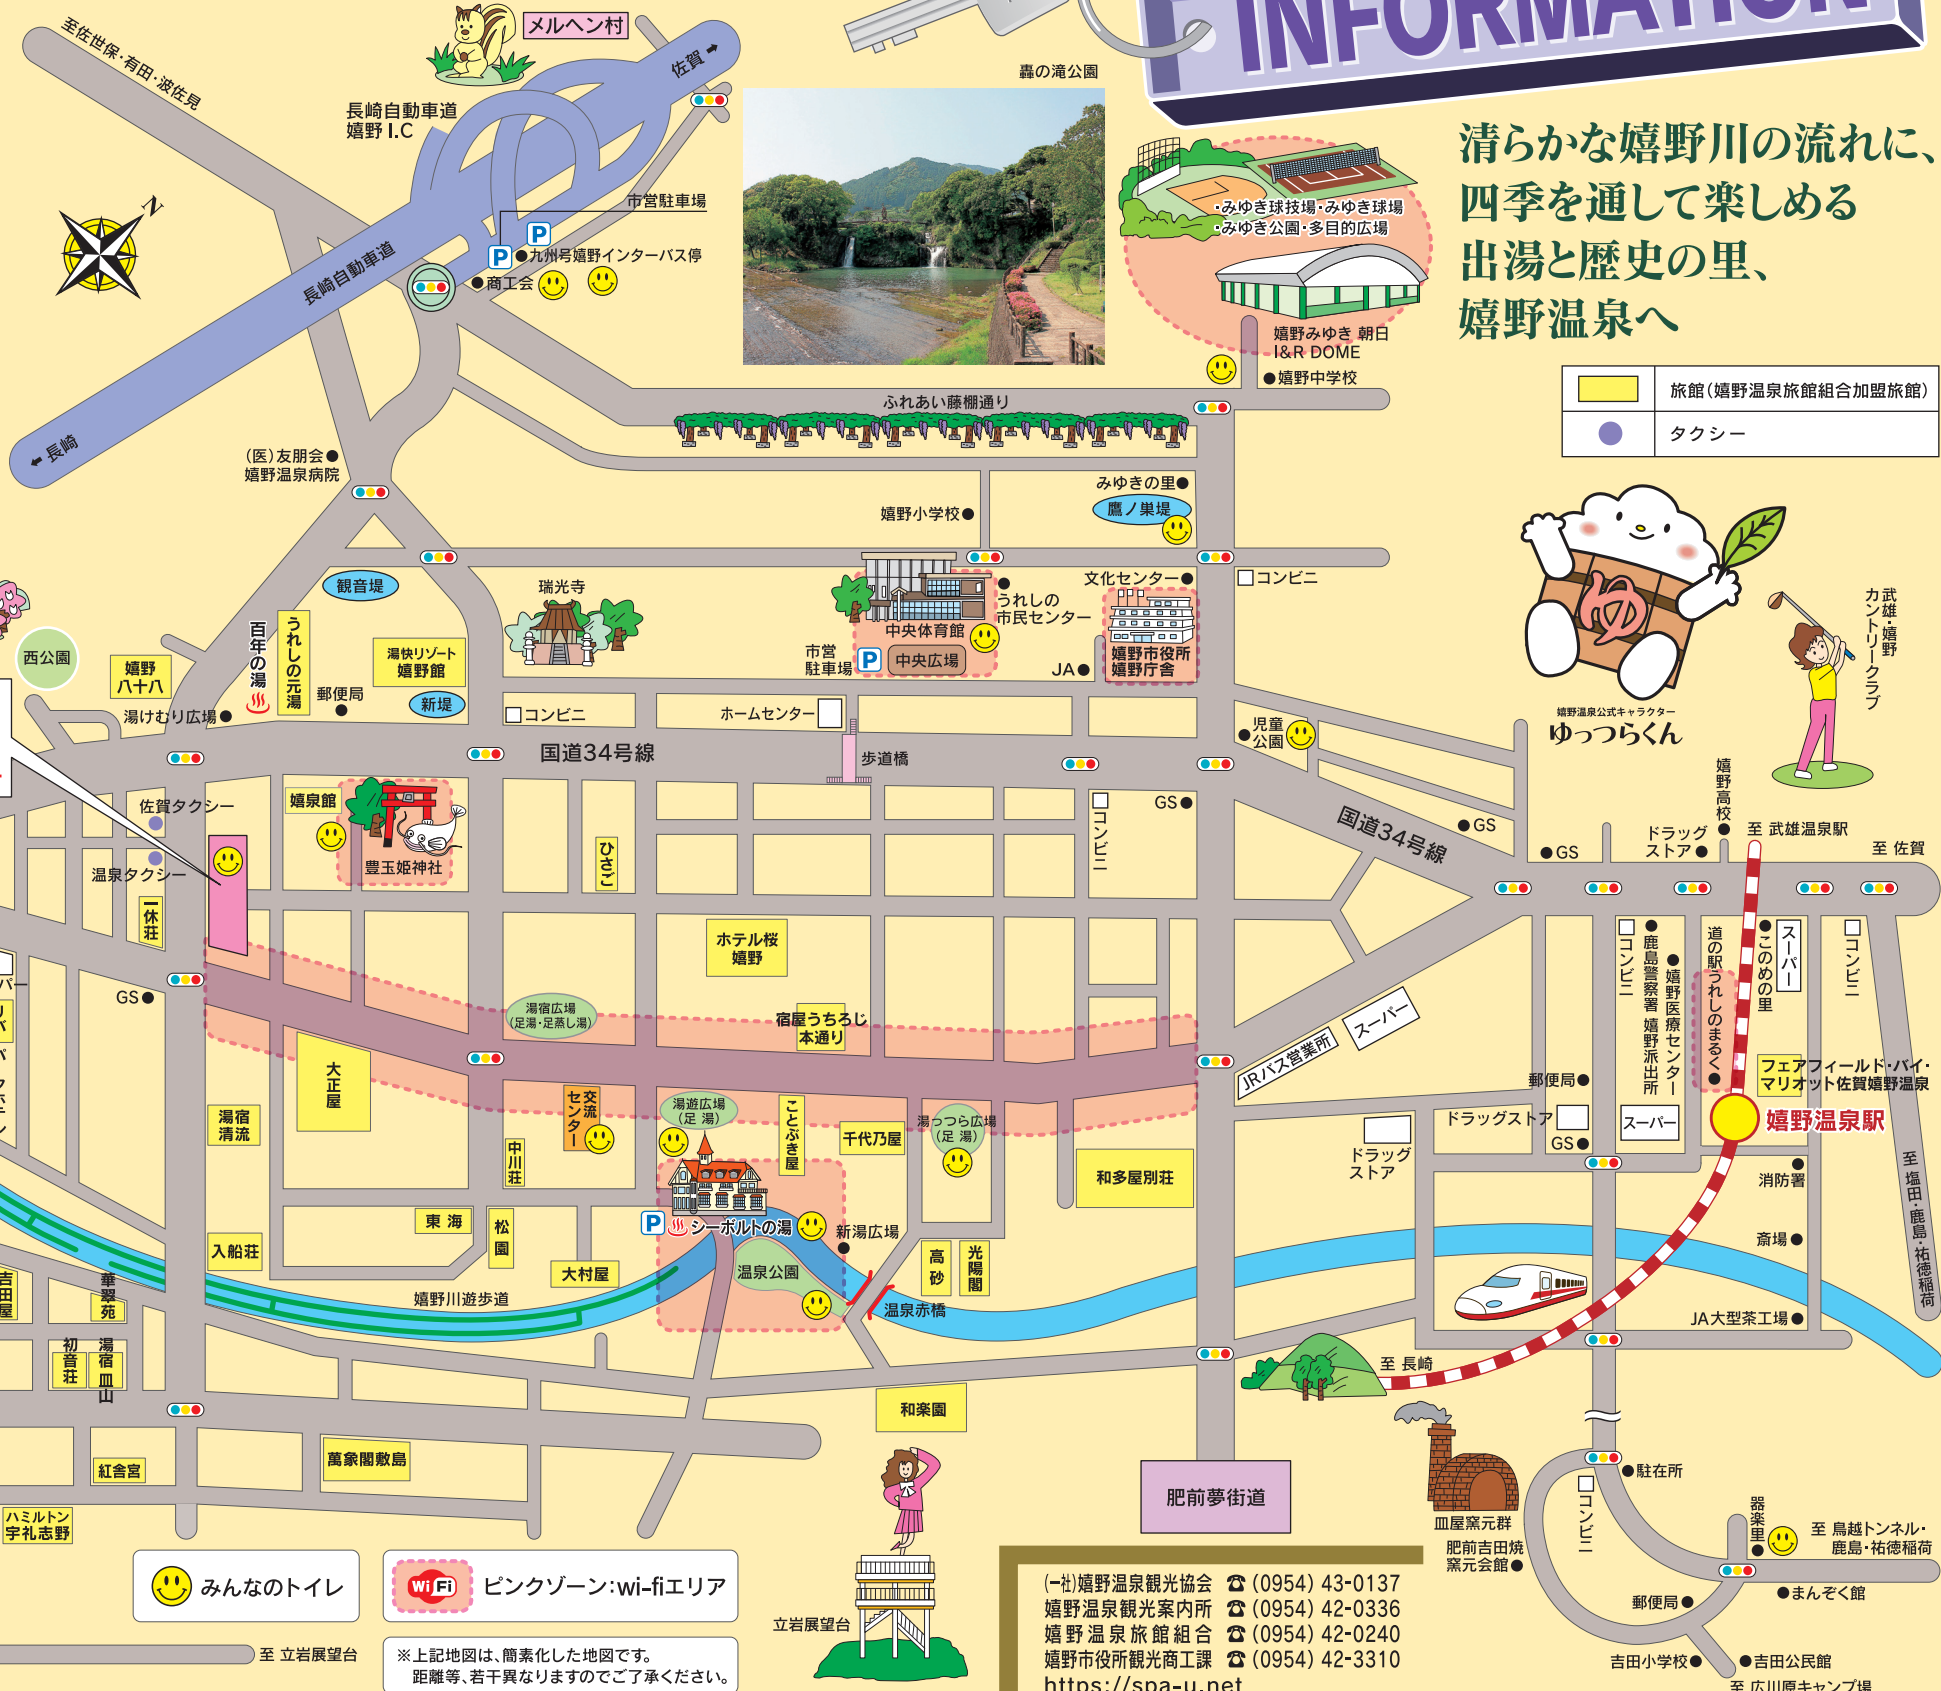 至佐世保・有田・波佐見
メルヘン村
佐賀→
長崎自動車道
嬉野 I.C
轟の滝公園
INFORMATION
清らかな嬉野川の流れに、
四季を通して楽しめる
出湯と歴史の里、
嬉野温泉へ
N
市営駐車場
P
P
九州号嬉野インターバス停
商工会
長崎自動車道
←長崎
・みゆき球技場・みゆき球場
・みゆき公園・多目的広場
嬉野みゆき 朝日
I&R DOME
嬉野中学校
旅館(嬉野温泉旅館組合加盟旅館)
タクシー
ふれあい藤棚通り
(医)友朋会
嬉野温泉病院
みゆきの里
鷹ノ巣堤
嬉野小学校
観音堤
瑞光寺
うれしの
市民センター
文化センター
コンビニ
中央体育館
市営
駐車場
P
中央広場
JA
嬉野市役所
嬉野庁舎
ゆ
嬉野温泉公式キャラクター
ゆっつらくん
武雄・嬉野
カントリークラブ
西公園
嬉野
八十八
百年の湯
うれしの元湯
郵便局
湯快リゾート
嬉野館
新堤
湯けむり広場
コンビニ
ホームセンター
国道34号線
歩道橋
児童
公園
佐賀タクシー
温泉タクシー
嬉泉館
豊玉姫神社
ひさご
コンビニ
GS
国道34号線
GS
GS
ドラッグ
ストア
嬉野高校
至 武雄温泉駅
至 佐賀
一休荘
GS
ホテル桜
嬉野
湯宿広場
(足湯・足蒸し湯)
宿屋うちろじ
本通り
JRバス営業所
スーパー
コンビニ
鹿島警察署 嬉野派出所
嬉野医療センター
道の駅うれしのまるく
このめの里
スーパー
コンビニ
大正屋
湯宿
清流
交流
センター
湯遊広場
(足 湯)
ことぶき屋
千代乃屋
湯っつら広場
(足 湯)
中川荘
和多屋別荘
郵便局
ドラッグストア
GS
スーパー
ドラッグ
ストア
フェアフィールド・バイ・
マリオット佐賀嬉野温泉
嬉野温泉駅
消防署
斎場
至 塩田・鹿島・祐徳稲荷
入船荘
東 海
松園
大村屋
P
シーボルトの湯
新湯広場
温泉公園
高砂
光陽閣
温泉赤橋
嬉野川遊歩道
吉田屋
華翠苑
初音荘
湯宿 皿山
JA大型茶工場
至 長崎
和楽園
紅舎宮
萬象閣敷島
ハミルトン
宇礼志野
肥前夢街道
皿屋窯元群
肥前吉田焼
窯元会館
コンビニ
駐在所
器楽里
至 鳥越トンネル・
鹿島・祐徳稲荷
まんぞく館
郵便局
吉田小学校
吉田公民館
至 広川原キャンプ場
みんなのトイレ
Wi Fi
ピンクゾーン:wi-fiエリア
至 立岩展望台
※上記地図は、簡素化した地図です。
距離等、若干異なりますのでご了承ください。
立岩展望台
(一社)嬉野温泉観光協会 ☎(0954) 43-0137
嬉野温泉観光案内所 ☎(0954) 42-0336
嬉野温泉旅館組合 ☎(0954) 42-0240
嬉野市役所観光商工課 ☎(0954) 42-3310
https://spa-u.net